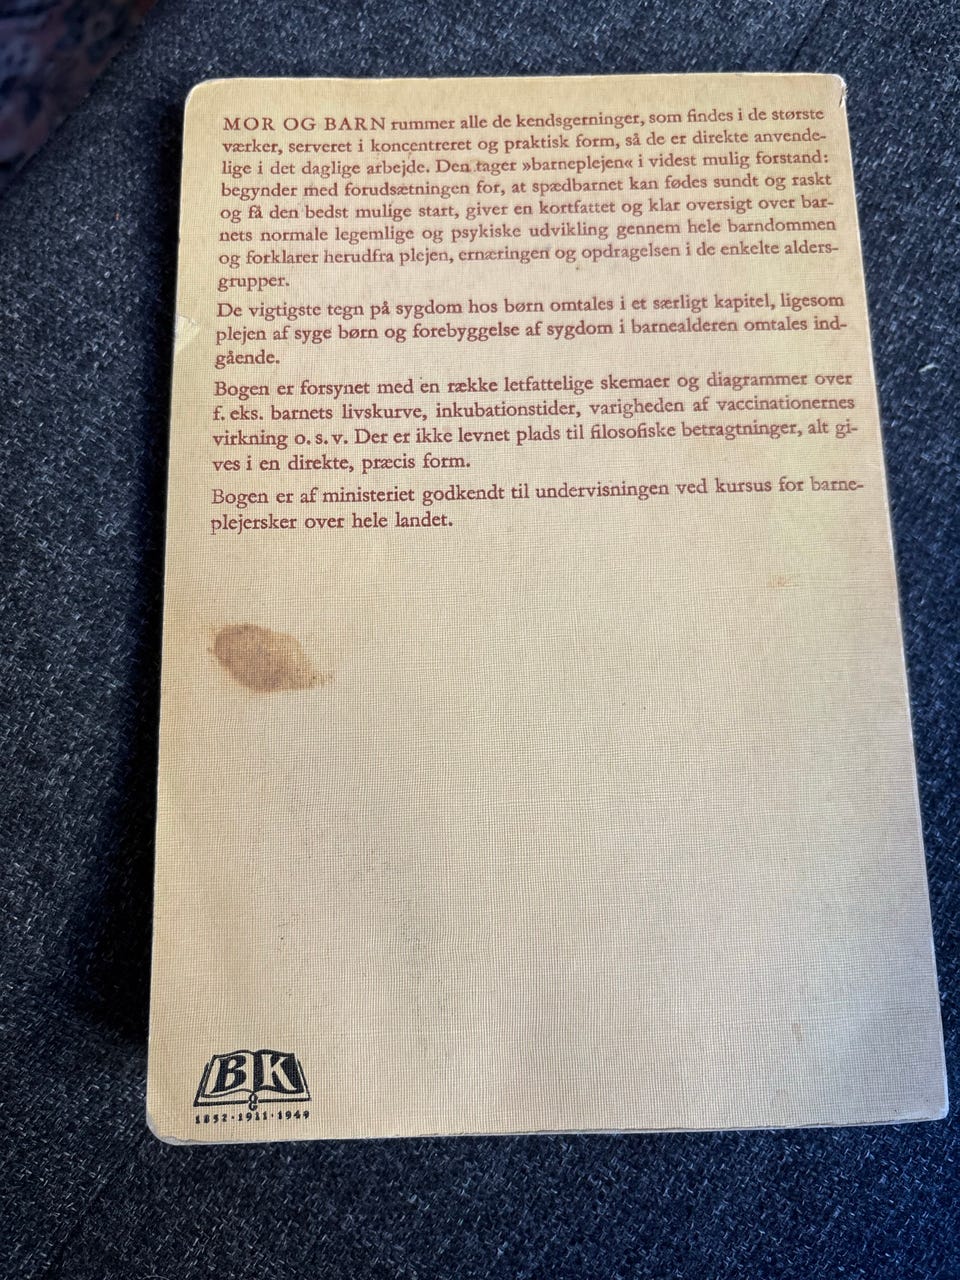 MOR OG BARN rummer alle de kendsgerninger, som findes i de største
værker, serveret i koncentreret og praktisk form, så de er direkte anvende-
lige i det daglige arbejde. Den tager »barneplejen« i videst mulig forstand:
begynder med forudsætningen for, at spædbarnet kan fødes sundt og raskt
og få den bedst mulige start, giver en kortfattet og klar oversigt over bar-
nets normale legemlige og psykiske udvikling gennem hele barndommen
og forklarer herudfra plejen, ernæringen og opdragelsen i de enkelte alders-
grupper.
De vigtigste tegn på sygdom hos børn omtales i et særligt kapitel, ligesom
plejen af syge børn og forebyggelse af sygdom i barnealderen omtales ind-
gående.
Bogen er forsynet med en række letfattelige skemaer og diagrammer over
f. eks. barnets livskurve, inkubationstider, varigheden af vaccinationernes
virkning o. s. v. Der er ikke levnet plads til filosofiske betragtninger, alt gi-
ves i en direkte, præcis form.
Bogen er af ministeriet godkendt til undervisningen ved kursus for barne-
plejersker over hele landet.
BK
&
1852·1911·1949